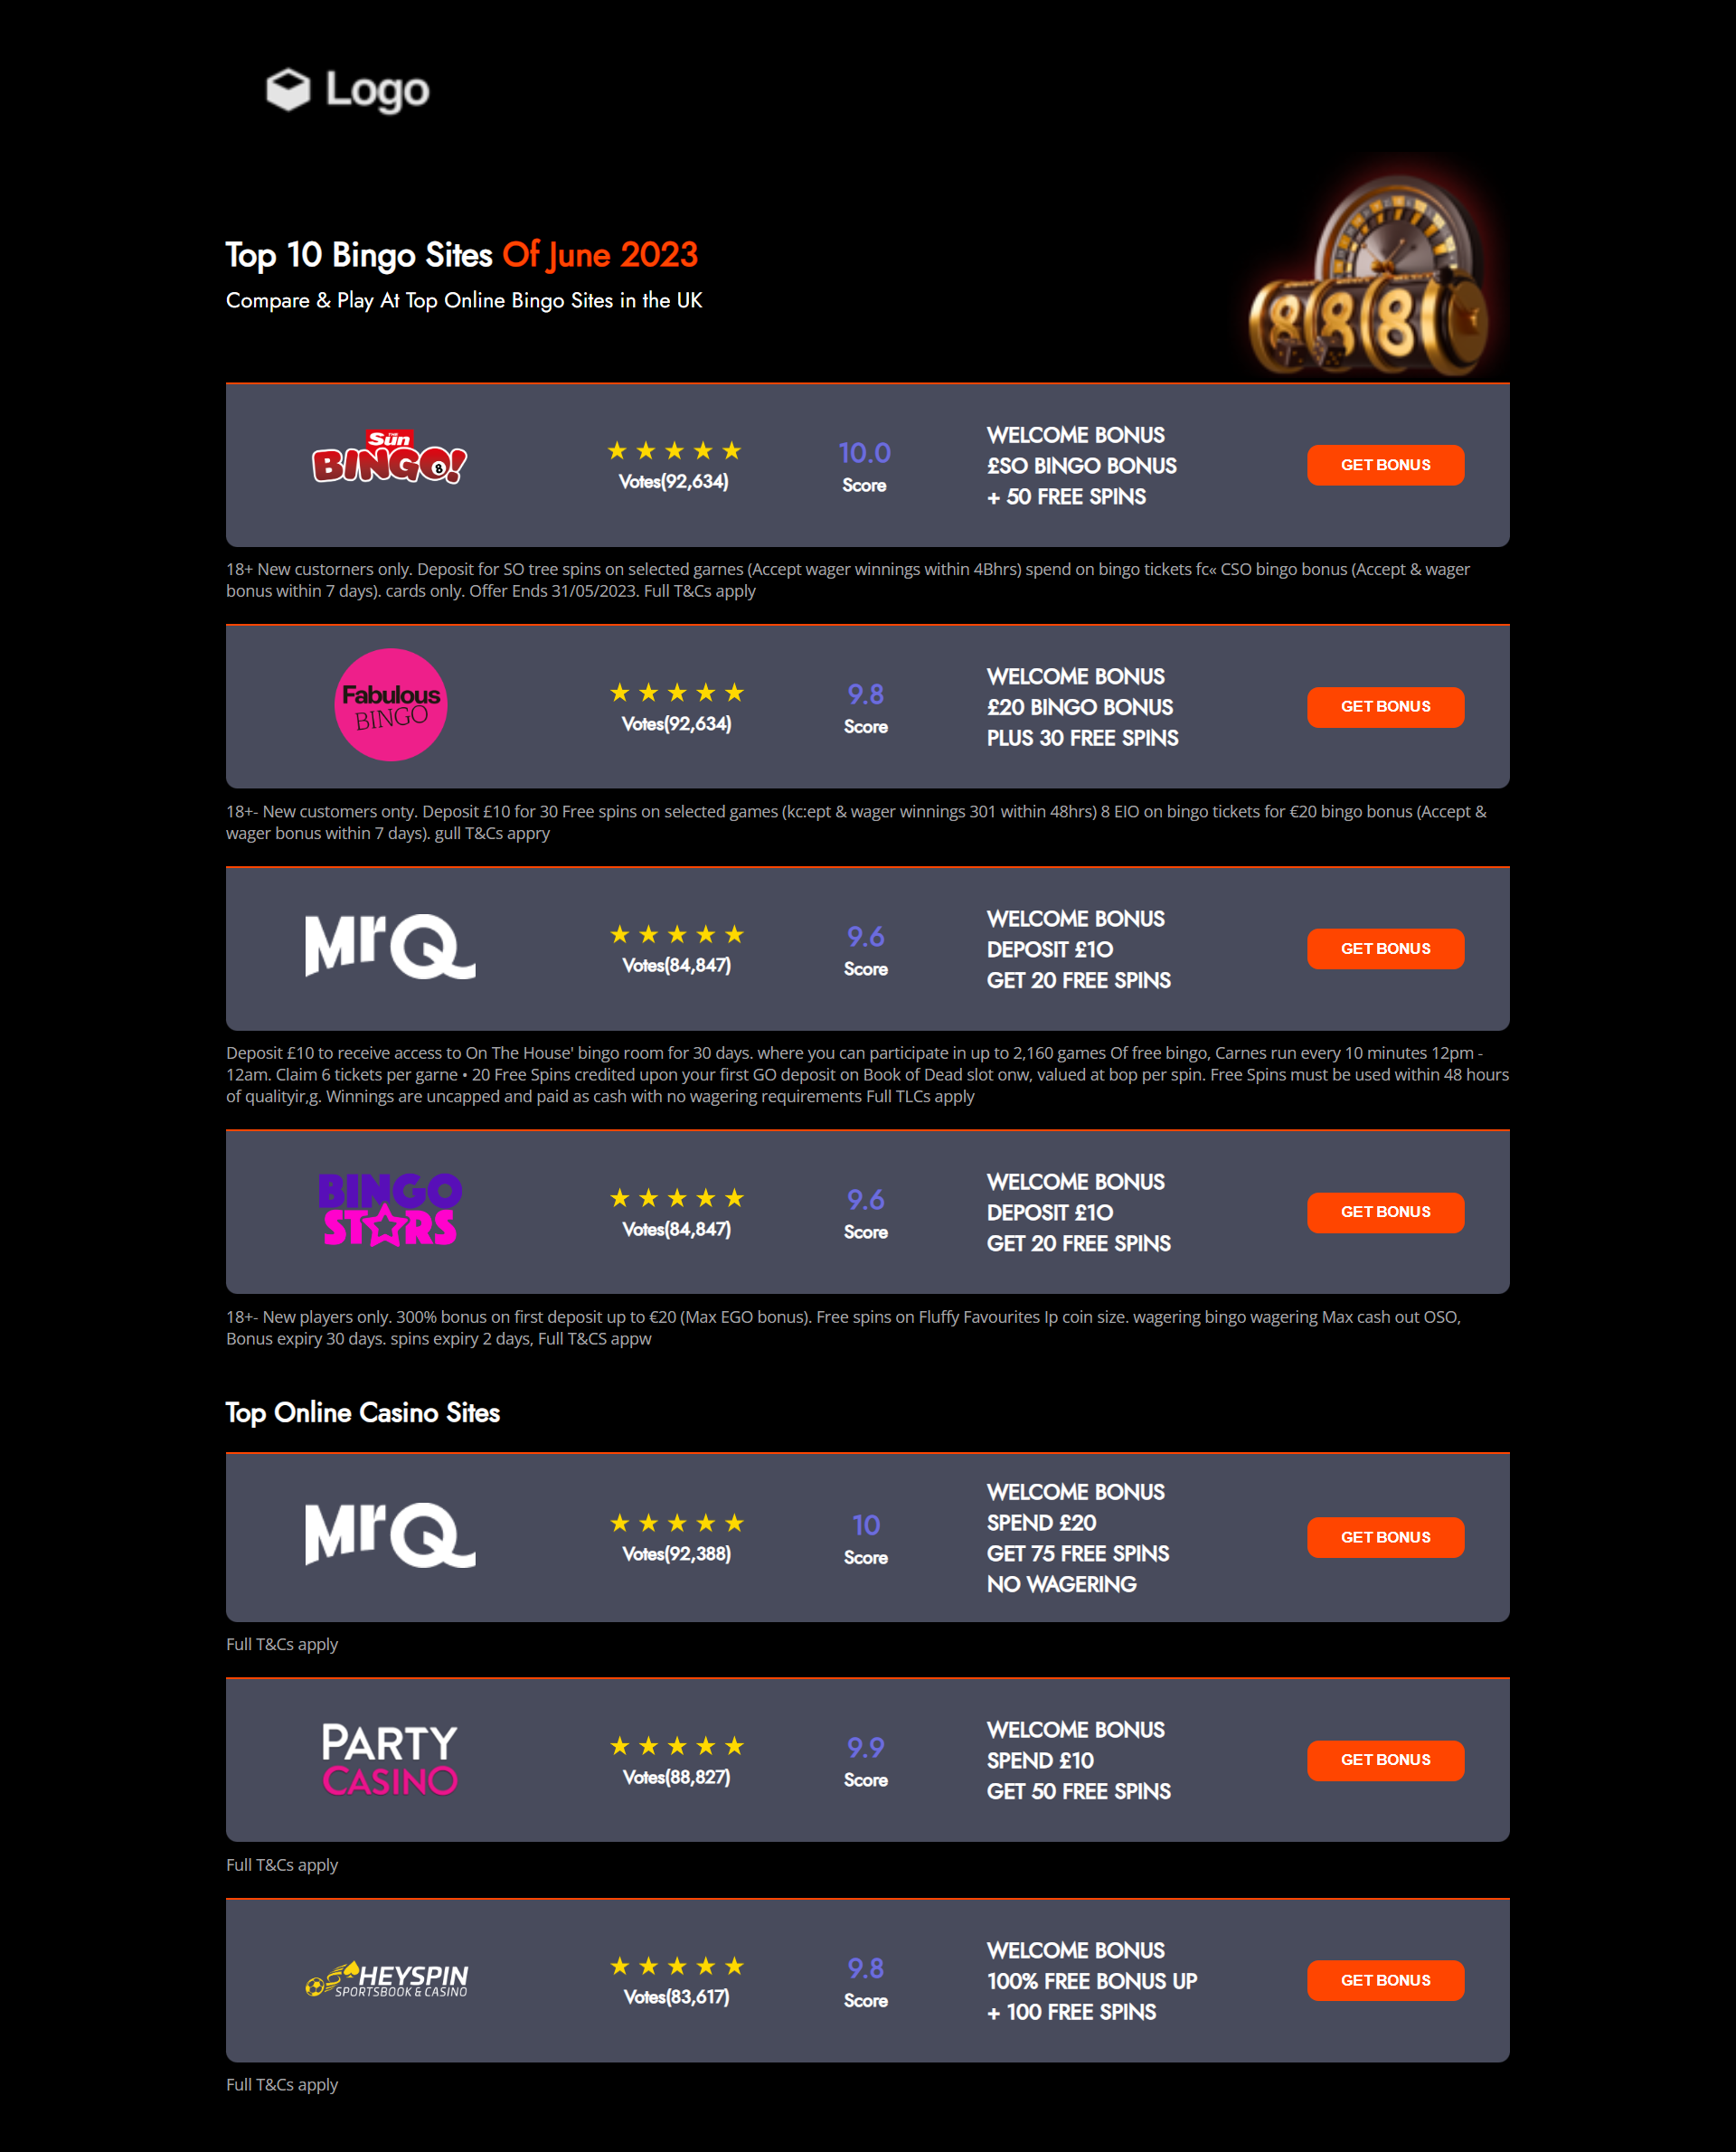 Logo
Top 10 Bingo Sites Of June 2023
Compare & Play At Top Online Bingo Sites in the UK
888
THE Sun
BINGO! 8
★ ★ ★ ★ ★
Votes(92,634)
10.0
Score
WELCOME BONUS
£SO BINGO BONUS
+ 50 FREE SPINS
GET BONUS
18+ New custorners only. Deposit for SO tree spins on selected garnes (Accept wager winnings within 4Bhrs) spend on bingo tickets fc« CSO bingo bonus (Accept & wager
bonus within 7 days). cards only. Offer Ends 31/05/2023. Full T&Cs apply
Fabulous
BINGO
★ ★ ★ ★ ★
Votes(92,634)
9.8
Score
WELCOME BONUS
£20 BINGO BONUS
PLUS 30 FREE SPINS
GET BONUS
18+- New customers onty. Deposit £10 for 30 Free spins on selected games (kc:ept & wager winnings 301 within 48hrs) 8 EIO on bingo tickets for €20 bingo bonus (Accept &
wager bonus within 7 days). gull T&Cs appry
MrQ
★ ★ ★ ★ ★
Votes(84,847)
9.6
Score
WELCOME BONUS
DEPOSIT £1O
GET 20 FREE SPINS
GET BONUS
Deposit £10 to receive access to On The House' bingo room for 30 days. where you can participate in up to 2,160 games Of free bingo, Carnes run every 10 minutes 12pm -
12am. Claim 6 tickets per garne • 20 Free Spins credited upon your first GO deposit on Book of Dead slot onw, valued at bop per spin. Free Spins must be used within 48 hours
of qualityir,g. Winnings are uncapped and paid as cash with no wagering requirements Full TLCs apply
BINGO
STARS
★ ★ ★ ★ ★
Votes(84,847)
9.6
Score
WELCOME BONUS
DEPOSIT £1O
GET 20 FREE SPINS
GET BONUS
18+- New players only. 300% bonus on first deposit up to €20 (Max EGO bonus). Free spins on Fluffy Favourites Ip coin size. wagering bingo wagering Max cash out OSO,
Bonus expiry 30 days. spins expiry 2 days, Full T&CS appw
Top Online Casino Sites
MrQ
★ ★ ★ ★ ★
Votes(92,388)
10
Score
WELCOME BONUS
SPEND £20
GET 75 FREE SPINS
NO WAGERING
GET BONUS
Full T&Cs apply
PARTY
CASINO
★ ★ ★ ★ ★
Votes(88,827)
9.9
Score
WELCOME BONUS
SPEND £10
GET 50 FREE SPINS
GET BONUS
Full T&Cs apply
HEYSPIN
SPORTSBOOK & CASINO
★ ★ ★ ★ ★
Votes(83,617)
9.8
Score
WELCOME BONUS
100% FREE BONUS UP
+ 100 FREE SPINS
GET BONUS
Full T&Cs apply